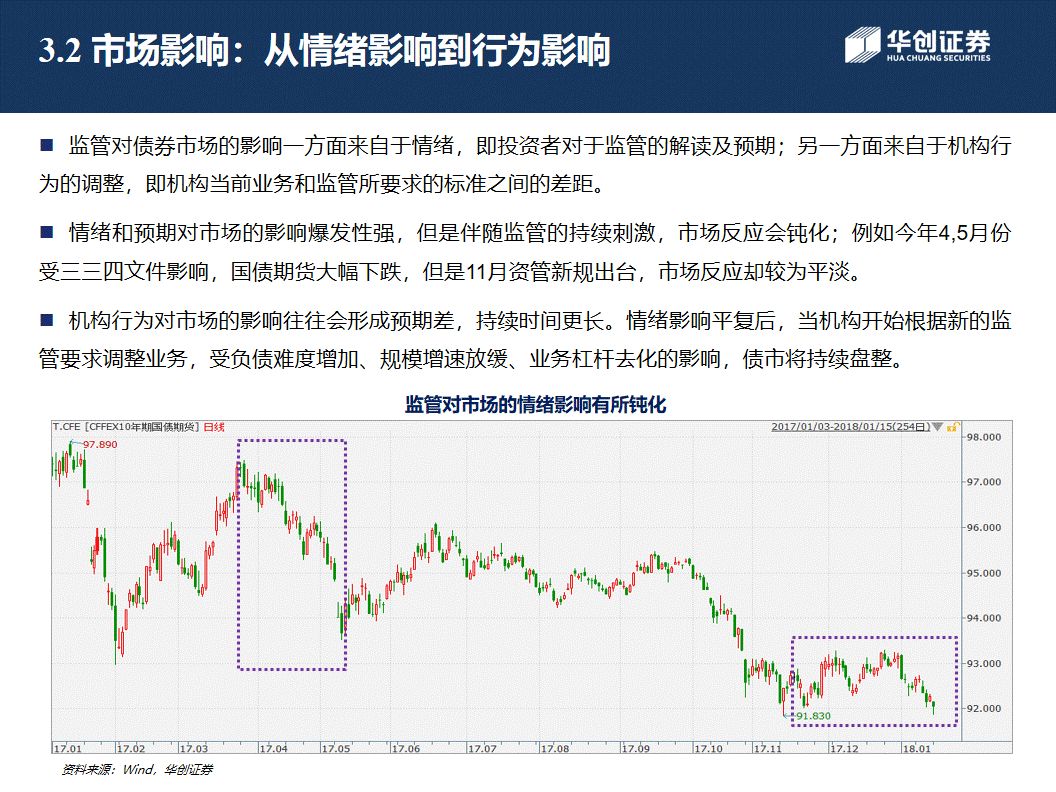 3.2 市场影响：从情绪影响到行为影响
华创证券
HUA CHUANG SECURITIES
■ 监管对债券市场的影响一方面来自于情绪，即投资者对于监管的解读及预期；另一方面来自于机构行
为的调整，即机构当前业务和监管所要求的标准之间的差距。
■ 情绪和预期对市场的影响爆发性强，但是伴随监管的持续刺激，市场反应会钝化；例如今年4,5月份
受三三四文件影响，国债期货大幅下跌，但是11月资管新规出台，市场反应却较为平淡。
■ 机构行为对市场的影响往往会形成预期差，持续时间更长。情绪影响平复后，当机构开始根据新的监
管要求调整业务，受负债难度增加、规模增速放缓、业务杠杆去化的影响，债市将持续盘整。
监管对市场的情绪影响有所钝化
T.CFE [CFFEX10年期国债期货] 日线
2017/01/03-2018/01/15(254日)
97.890
98.000
97.000
96.000
95.000
94.000
93.000
92.000
91.830
17.01 17.02 17.03 17.04 17.05 17.06 17.07 17.08 17.09 17.10 17.11 17.12 18.01
资料来源：Wind，华创证券